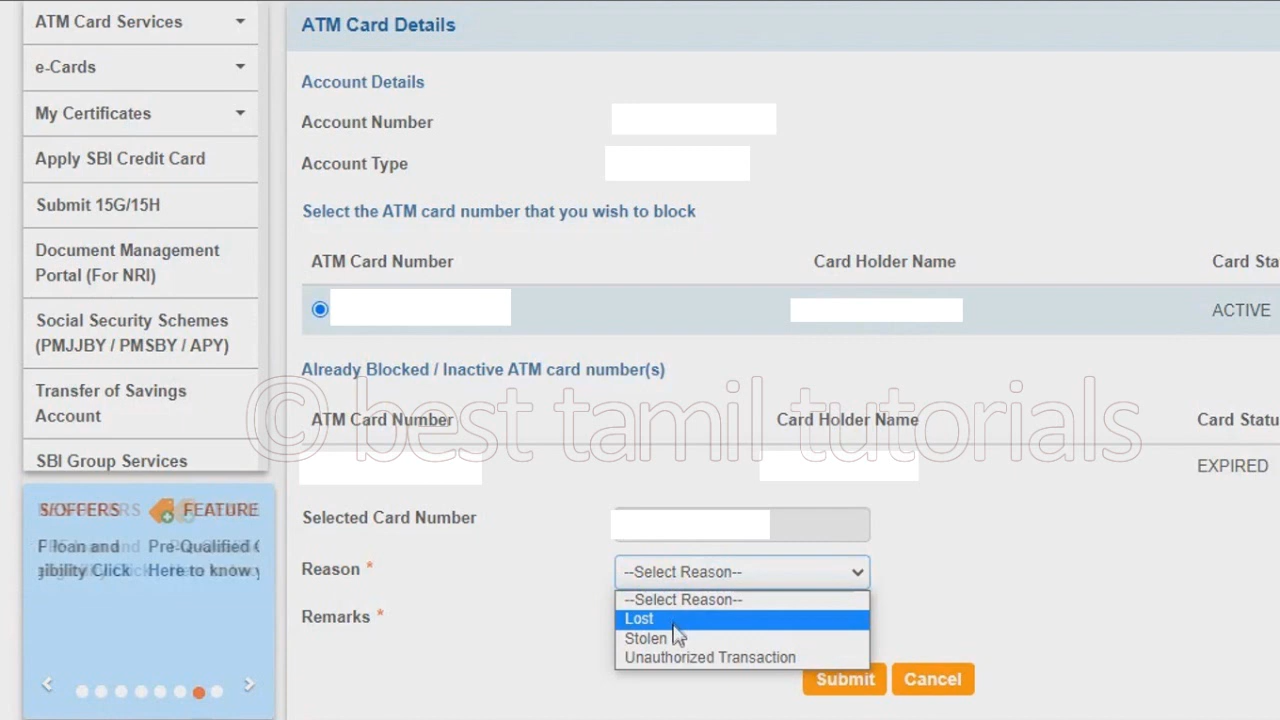 ATM Card Services
e-Cards
My Certificates
Apply SBI Credit Card
Submit 15G/15H
Document Management
Portal (For NRI)
Social Security Schemes
(PMJJBY / PMSBY / APY)
Transfer of Savings
Account
SBI Group Services
S/OFFERS
FEATURE
F loan and
gibility Click
Pre-Qualified
Here to know
ATM Card Details
Account Details
Account Number
Account Type
Select the ATM card number that you wish to block
ATM Card Number Card Holder Name Card Sta
ACTIVE
Already Blocked / Inactive ATM card number(s)
© best tamil tutorials
ATM Card Number Card Holder Name Card Statu
EXPIRED
Selected Card Number
Reason * --Select Reason--
--Select Reason--
Lost
Remarks *
Stolen
Unauthorized Transaction
Submit Cancel